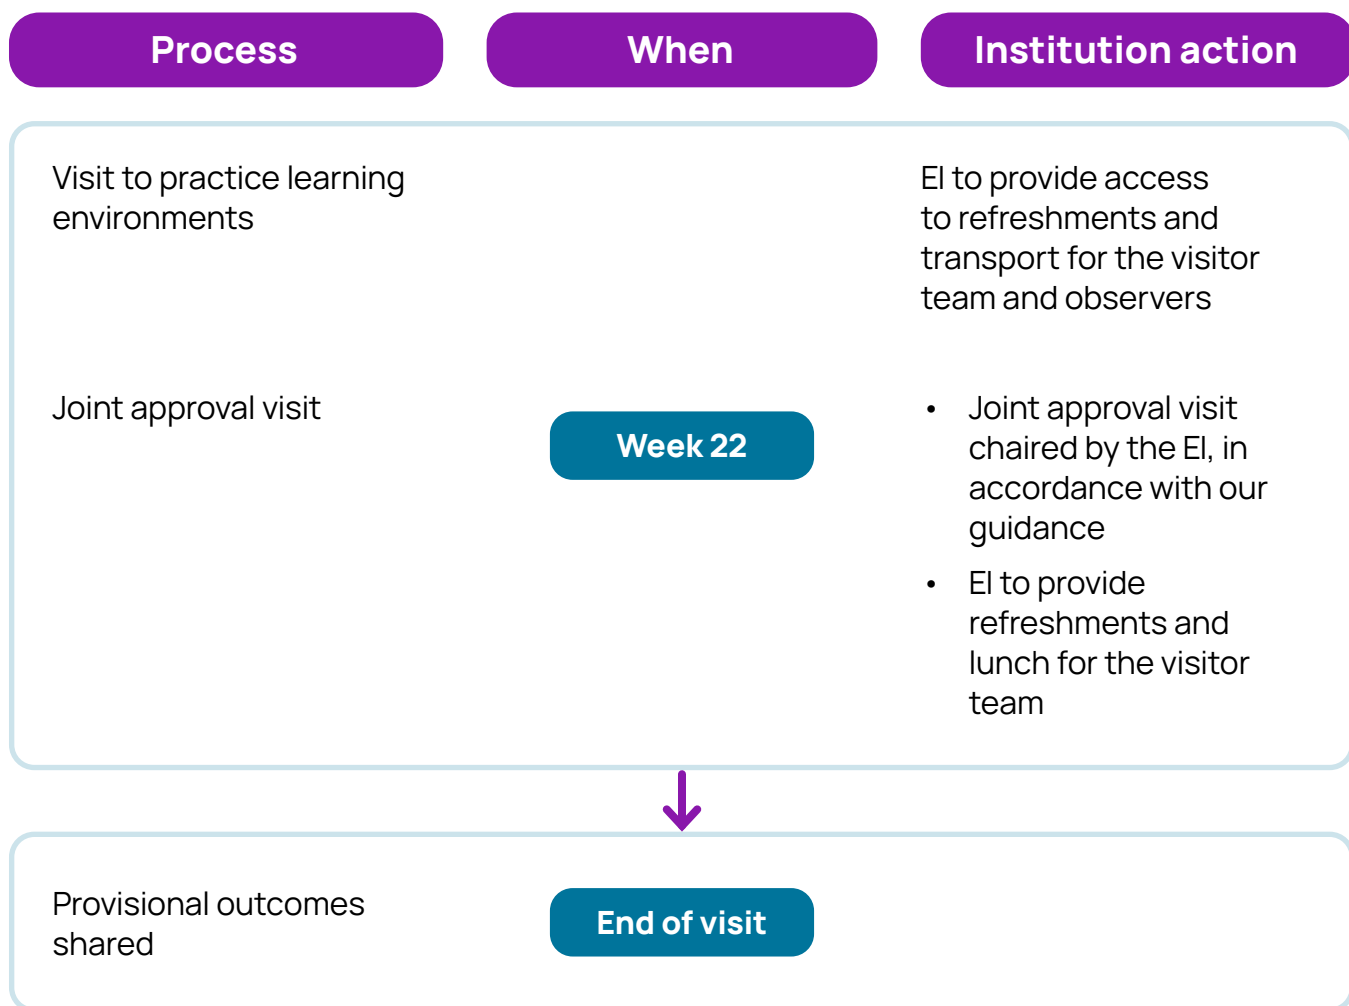 Process
When
Institution action
Visit to practice learning
environments
EI to provide access
to refreshments and
transport for the visitor
team and observers
Joint approval visit
Week 22
• Joint approval visit
chaired by the EI, in
accordance with our
guidance
• EI to provide
refreshments and
lunch for the visitor
team
Provisional outcomes
shared
End of visit